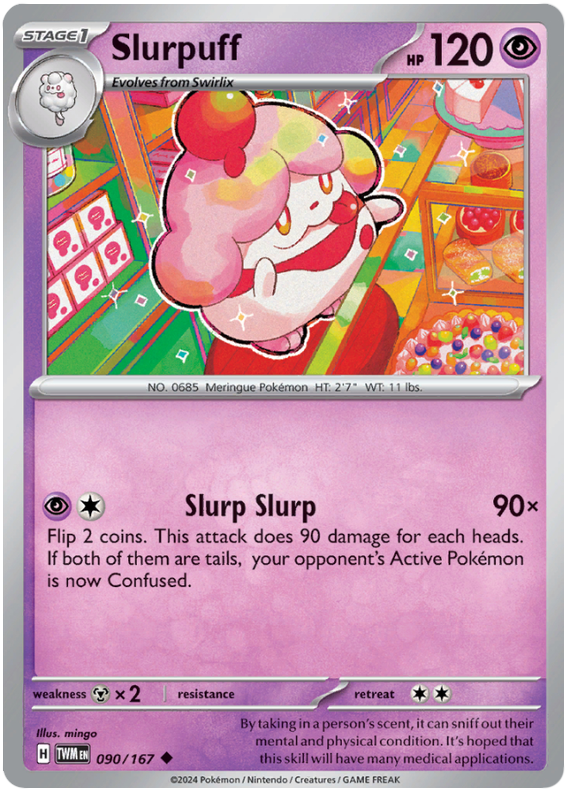 STAGE1
Slurpuff
HP 120
Evolves from Swirlix
NO. 0685 Meringue Pokémon HT: 2'7" WT: 11 lbs.
Slurp Slurp 90×
Flip 2 coins. This attack does 90 damage for each heads.
If both of them are tails, your opponent's Active Pokémon
is now Confused.
weakness ×2 resistance retreat
Illus. mingo
H TWM EN 090/167
By taking in a person's scent, it can sniff out their
mental and physical condition. It's hoped that
this skill will have many medical applications.
©2024 Pokémon / Nintendo / Creatures / GAME FREAK